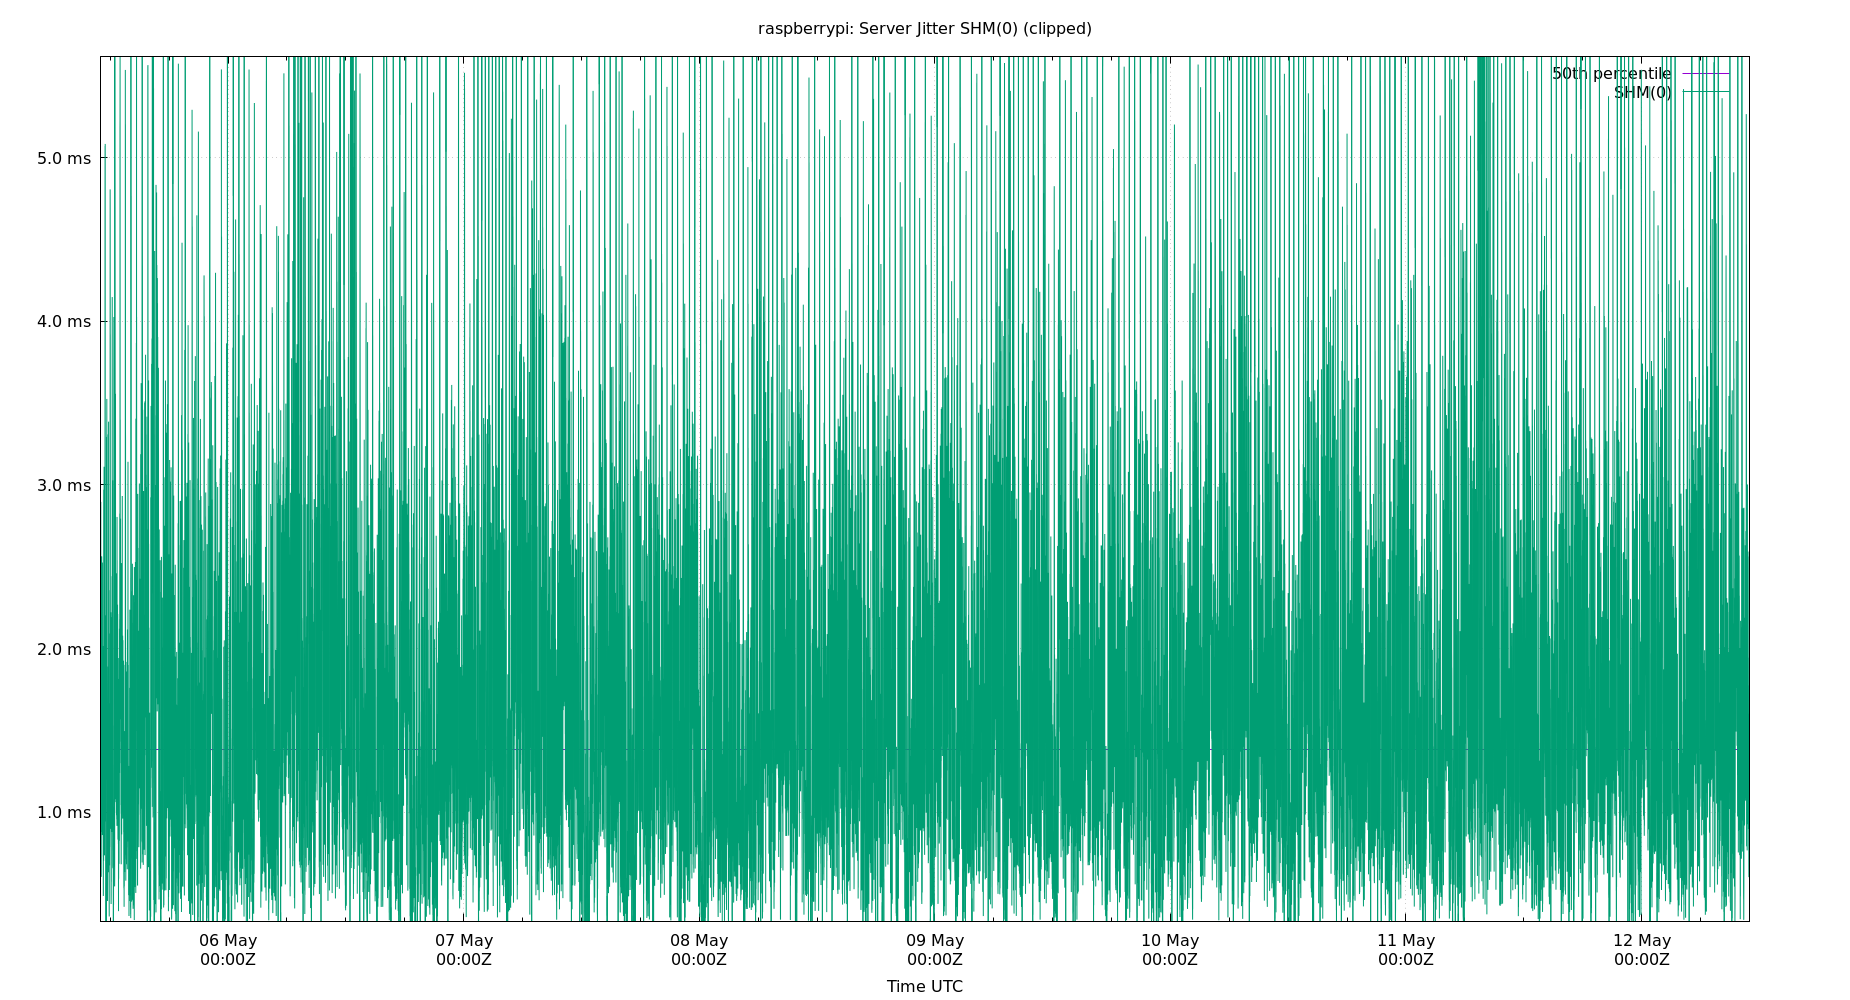 raspberrypi: Server Jitter SHM(0) (clipped)
50th percentile
SHM(0)
5.0 ms
4.0 ms
3.0 ms
2.0 ms
1.0 ms
06 May
00:00Z
07 May
00:00Z
08 May
00:00Z
09 May
00:00Z
10 May
00:00Z
11 May
00:00Z
12 May
00:00Z
Time UTC